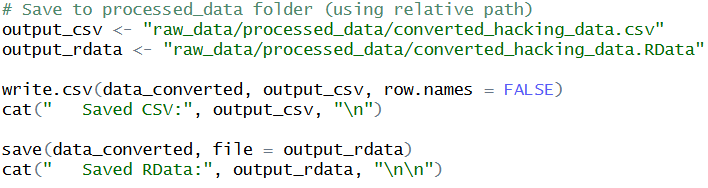 # Save to processed_data folder (using relative path)
output_csv <- "raw_data/processed_data/converted_hacking_data.csv"
output_rdata <- "raw_data/processed_data/converted_hacking_data.RData"

write.csv(data_converted, output_csv, row.names = FALSE)
cat("   Saved CSV:", output_csv, "\n")

save(data_converted, file = output_rdata)
cat("   Saved RData:", output_rdata, "\n\n")